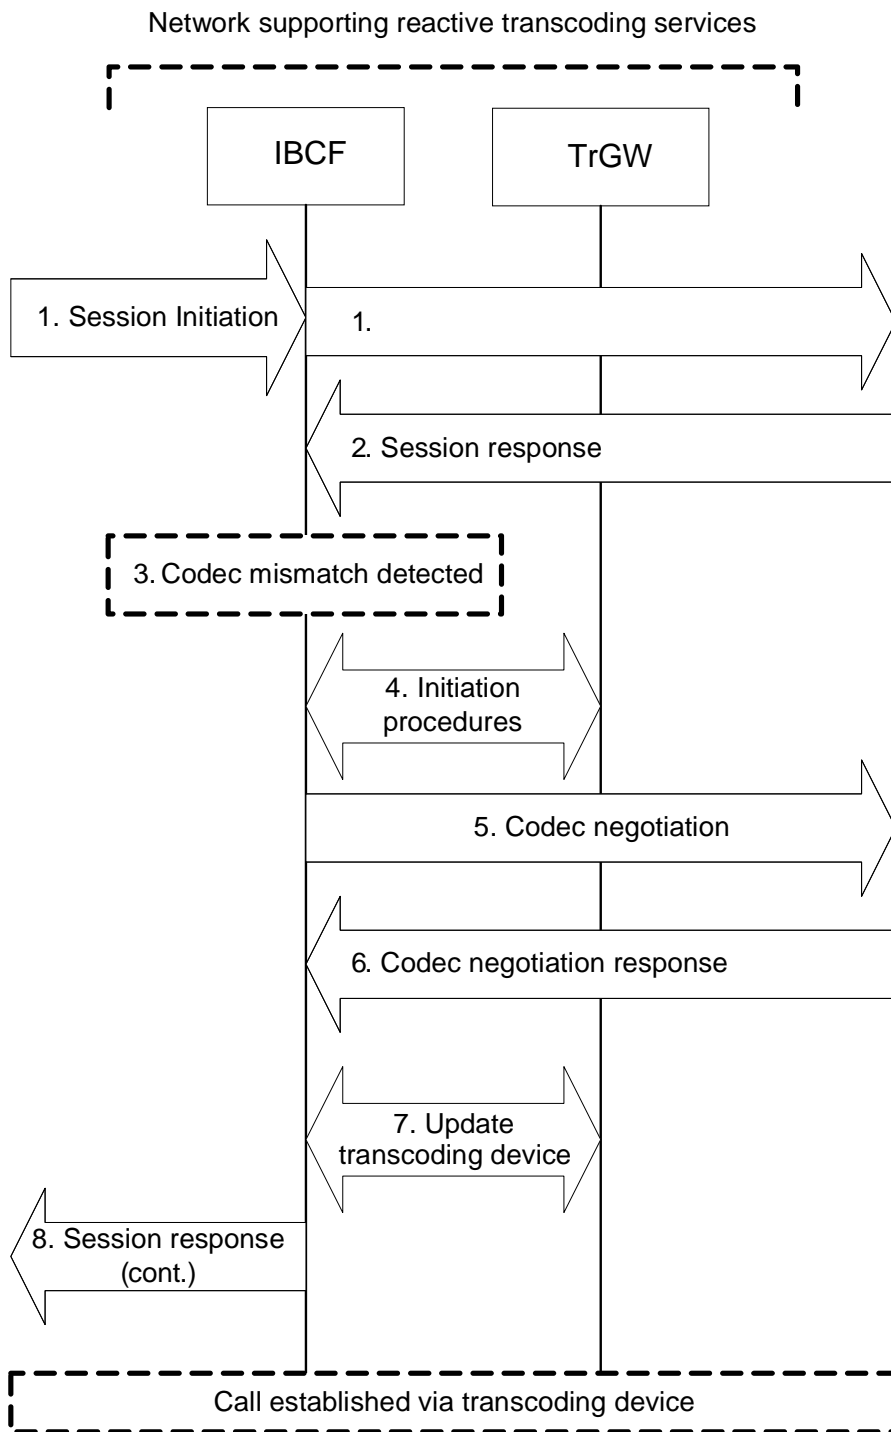 Network supporting reactive transcoding services
IBCF
TrGW
1. Session Initiation
1.
2. Session response
3. Codec mismatch detected
4. Initiation
procedures
5. Codec negotiation
6. Codec negotiation response
7. Update
transcoding device
8. Session response
(cont.)
Call established via transcoding device